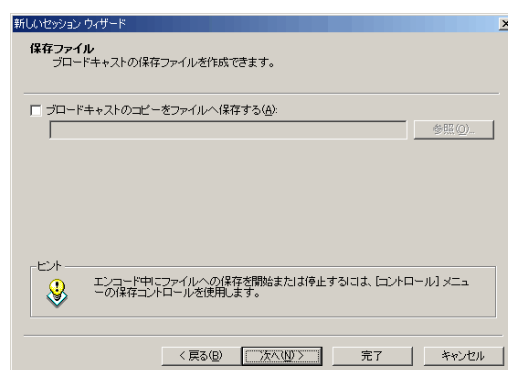 新しいセッション ウィザード
保存ファイル
ブロードキャストの保存ファイルを作成できます。
ブロードキャストのコピーをファイルへ保存する(A):
参照(O)...
ヒント
エンコード中にファイルへの保存を開始または停止するには、[コントロール] メニュ
ーの保存コントロールを使用します。
< 戻る(B)
次へ(N) >
完了
キャンセル